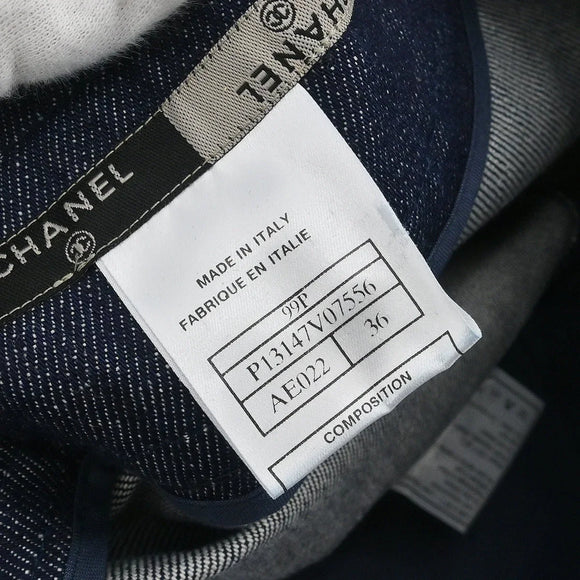 CHANEL
CHANEL
MADE IN ITALY
FABRIQUE EN ITALIE
99P
P13147V07556
AE022 36
COMPOSITION